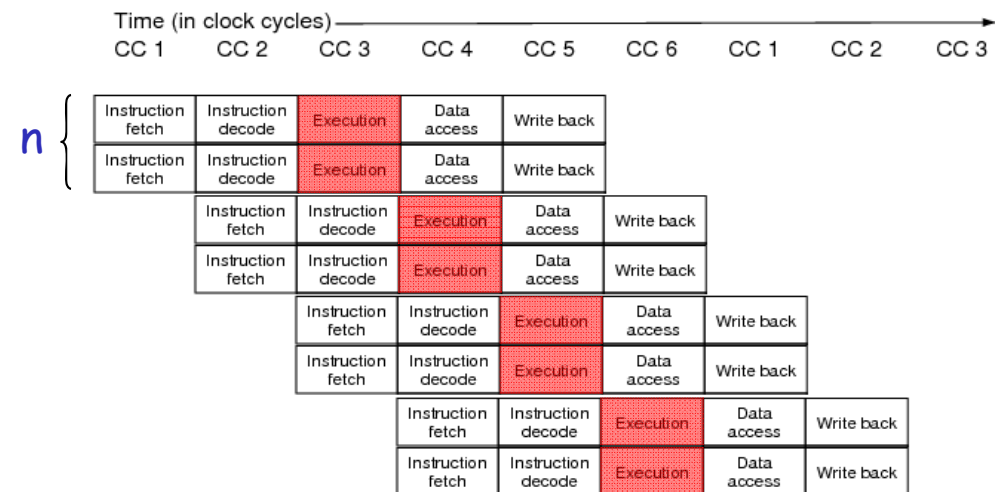 Time (in clock cycles)
CC 1 CC 2 CC 3 CC 4 CC 5 CC 6 CC 1 CC 2 CC 3
n
Instruction fetch Instruction decode Execution Data access Write back
Instruction fetch Instruction decode Execution Data access Write back
Instruction fetch Instruction decode Execution Data access Write back
Instruction fetch Instruction decode Execution Data access Write back
Instruction fetch Instruction decode Execution Data access Write back
Instruction fetch Instruction decode Execution Data access Write back
Instruction fetch Instruction decode Execution Data access Write back
Instruction fetch Instruction decode Execution Data access Write back